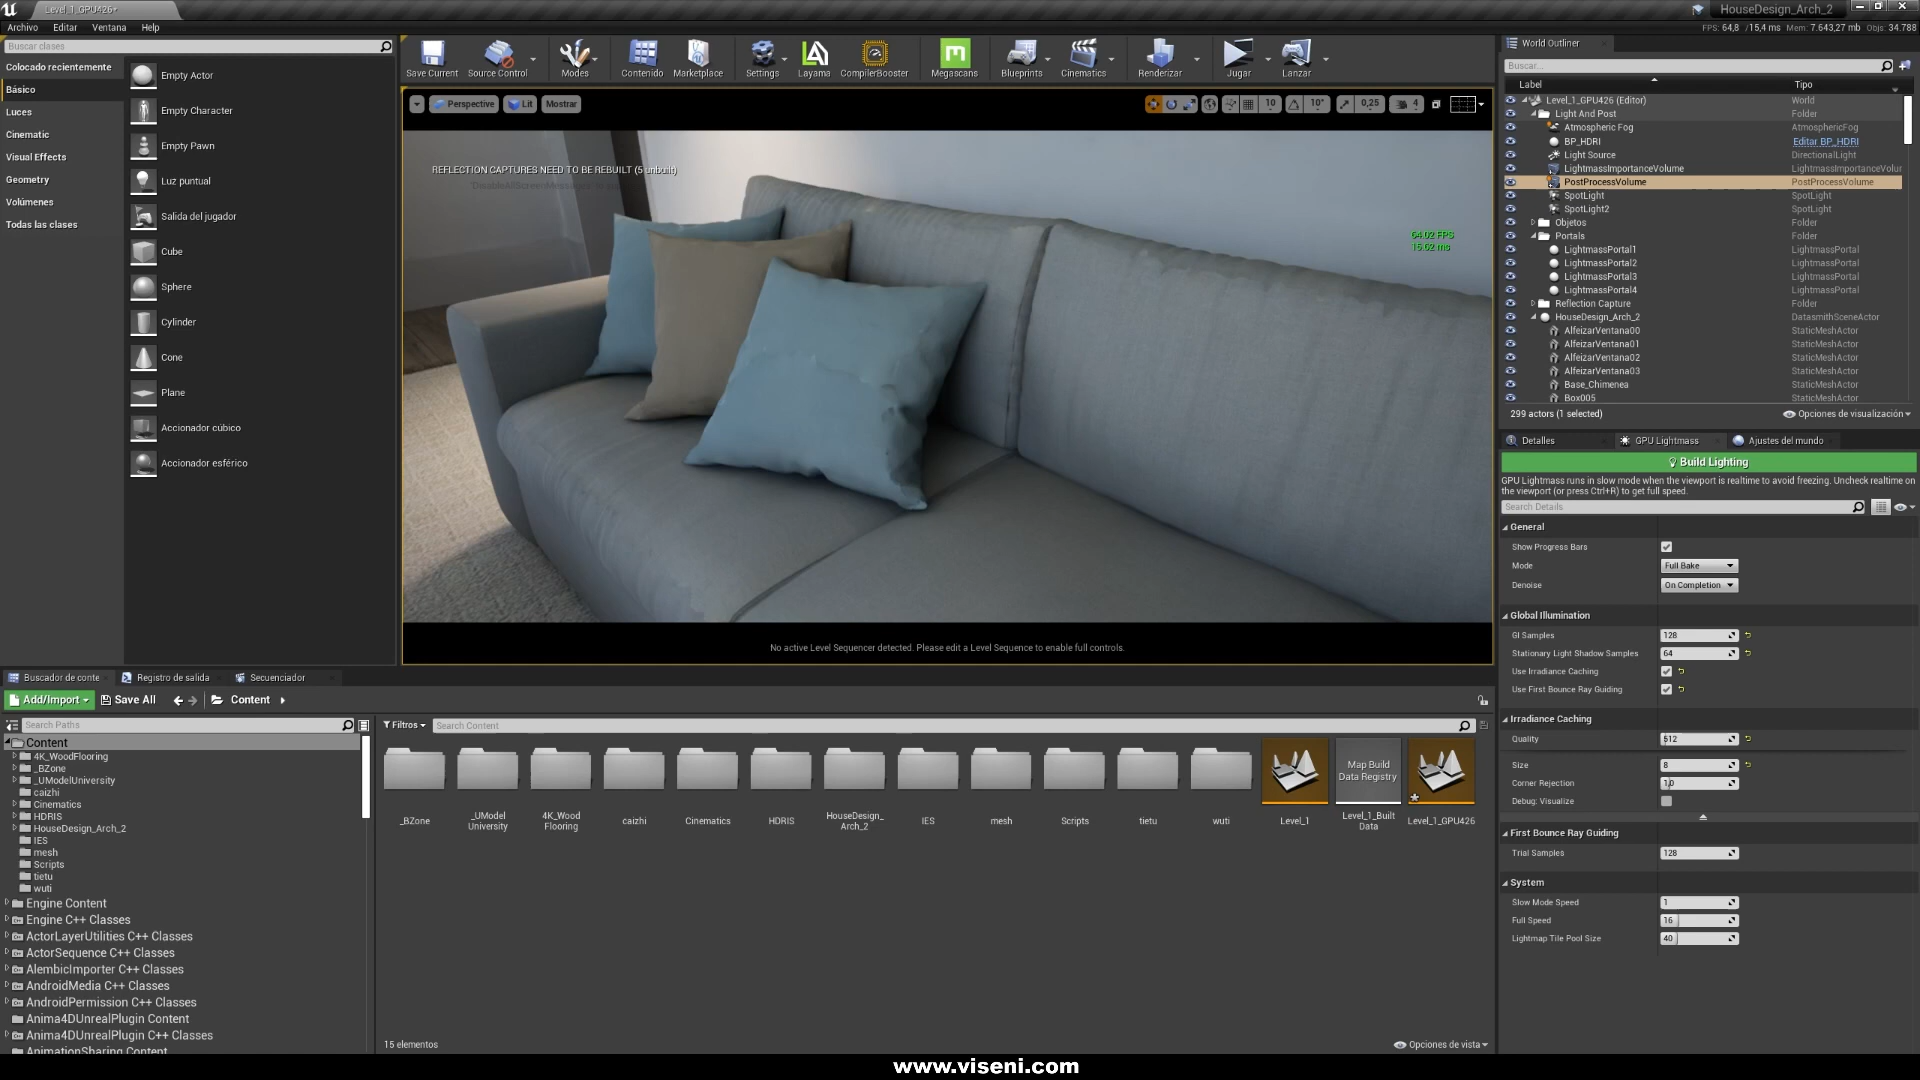 Level_1_GPU426*
HouseDesign_Arch_2
Archivo Editar Ventana Help
FPS: 64,8 /15,4 ms Mem: 7.643,27 mb Objs: 34.788
Buscar clases
Colocado recientemente
Básico
Luces
Cinematic
Visual Effects
Geometry
Volúmenes
Todas las clases
Empty Actor
Empty Character
Empty Pawn
Luz puntual
Salida del jugador
Cube
Sphere
Cylinder
Cone
Plane
Accionador cúbico
Accionador esférico
Save Current Source Control Modes Contenido Marketplace Settings Layama CompilerBooster Megascans Blueprints Cinematics Renderizar Jugar Lanzar
Perspective Lit Mostrar 10 10° 0,25 4
REFLECTION CAPTURES NEED TO BE REBUILT (5 unbuilt)
'DisableAllScreenMessages' to suppress
64.02 FPS
15.62 ms
No active Level Sequencer detected. Please edit a Level Sequence to enable full controls.
World Outliner
Buscar...
Label Tipo
Level_1_GPU426 (Editor) World
Light And Post Folder
Atmospheric Fog AtmosphericFog
BP_HDRI Editar BP_HDRI
Light Source DirectionalLight
LightmassImportanceVolume LightmassImportanceVolur
PostProcessVolume PostProcessVolume
SpotLight SpotLight
SpotLight2 SpotLight
Objetos Folder
Portals Folder
LightmassPortal1 LightmassPortal
LightmassPortal2 LightmassPortal
LightmassPortal3 LightmassPortal
LightmassPortal4 LightmassPortal
Reflection Capture Folder
HouseDesign_Arch_2 DatasmithSceneActor
AlfeizarVentana00 StaticMeshActor
AlfeizarVentana01 StaticMeshActor
AlfeizarVentana02 StaticMeshActor
AlfeizarVentana03 StaticMeshActor
Base_Chimenea StaticMeshActor
Box005 StaticMeshActor
299 actors (1 selected) Opciones de visualización
Detalles GPU Lightmass Ajustes del mundo
Build Lighting
GPU Lightmass runs in slow mode when the viewport is realtime to avoid freezing. Uncheck realtime on
the viewport (or press Ctrl+R) to get full speed.
Search Details
General
Show Progress Bars
Mode Full Bake
Denoise On Completion
Global Illumination
GI Samples 128
Stationary Light Shadow Samples 64
Use Irradiance Caching
Use First Bounce Ray Guiding
Irradiance Caching
Quality 512
Size 8
Corner Rejection 1,0
Debug: Visualize
First Bounce Ray Guiding
Trial Samples 128
System
Slow Mode Speed 1
Full Speed 16
Lightmap Tile Pool Size 40
Buscador de conte Registro de salida Secuenciador
Add/Import Save All Content
Search Paths
Filtros Search Content
Content
4K_WoodFlooring
_BZone
_UModelUniversity
caizhi
Cinematics
HDRIS
HouseDesign_Arch_2
IES
mesh
Scripts
tietu
wuti
Engine Content
Engine C++ Classes
ActorLayerUtilities C++ Classes
ActorSequence C++ Classes
AlembicImporter C++ Classes
AndroidMedia C++ Classes
AndroidPermission C++ Classes
Anima4DUnrealPlugin Content
Anima4DUnrealPlugin C++ Classes
AnimationSharing Content
Map Build
Data Registry
_BZone
_UModel
University
4K_Wood
Flooring
caizhi
Cinematics
HDRIS
HouseDesign_
Arch_2
IES
mesh
Scripts
tietu
wuti
Level_1
Level_1_Built
Data
Level_1_GPU426
15 elementos Opciones de vista
www.viseni.com